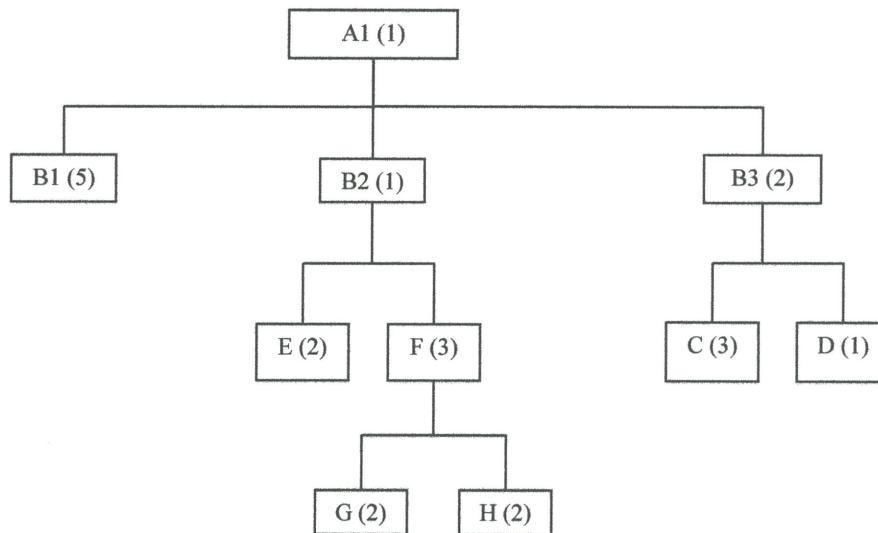 A1 (1)
B1 (5)
B2 (1)
B3 (2)
E (2)
F (3)
C (3)
D (1)
G (2)
H (2)